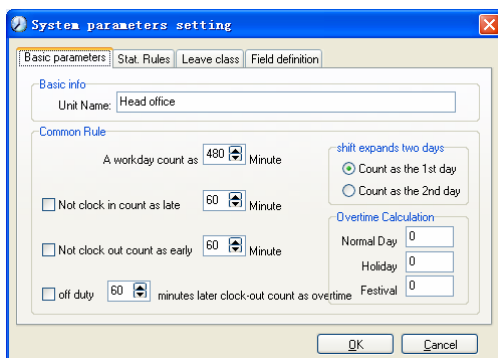 System parameters setting
Basic parameters Stat. Rules Leave class Field definition
Basic info
Unit Name: Head office
Common Rule
A workday count as 480 Minute
Not clock in count as late 60 Minute
Not clock out count as early 60 Minute
off duty 60 minutes later clock-out count as overtime
shift expands two days
Count as the 1st day
Count as the 2nd day
Overtime Calculation
Normal Day 0
Holiday 0
Festival 0
OK Cancel